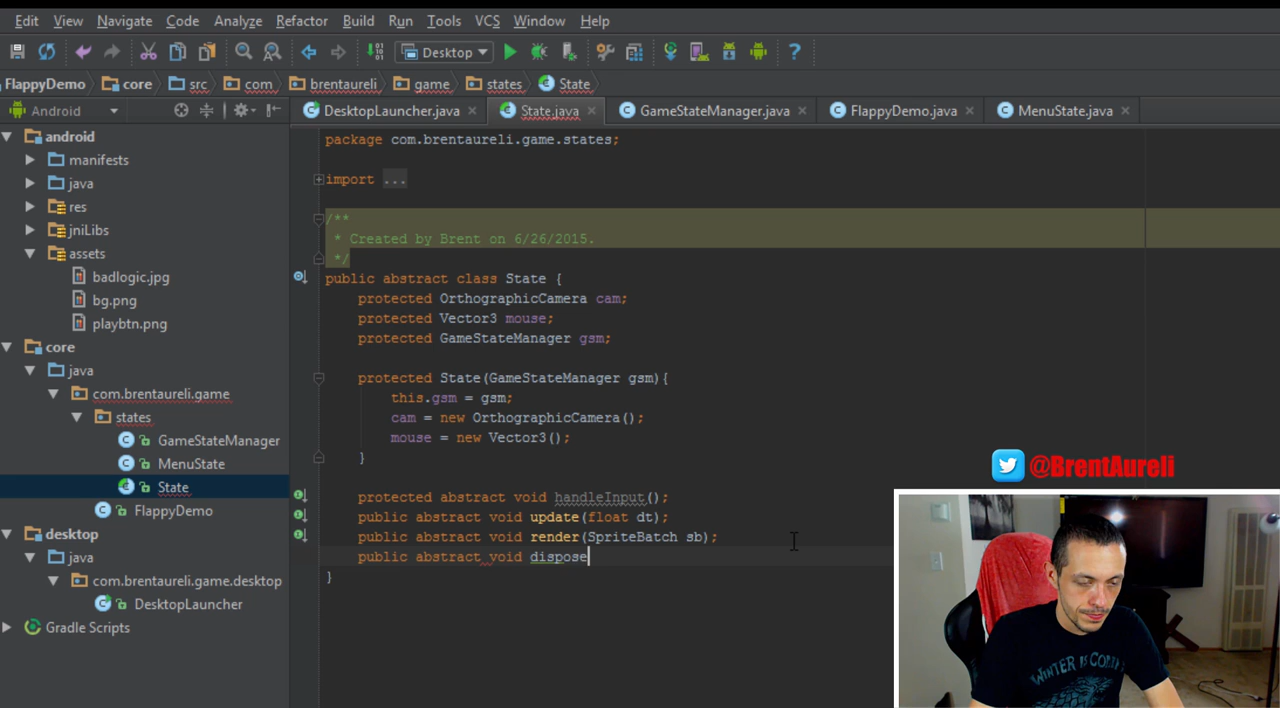 Edit View Navigate Code Analyze Refactor Build Run Tools VCS Window Help
Desktop
FlappyDemo core src com brentaureli game states State
Android
DesktopLauncher.java State.java GameStateManager.java FlappyDemo.java MenuState.java
android
manifests
java
res
jniLibs
assets
badlogic.jpg
bg.png
playbtn.png
core
java
com.brentaureli.game
states
GameStateManager
MenuState
State
FlappyDemo
desktop
java
com.brentaureli.game.desktop
DesktopLauncher
Gradle Scripts
package com.brentaureli.game.states;
import ...
/**
* Created by Brent on 6/26/2015.
*/
public abstract class State {
protected OrthographicCamera cam;
protected Vector3 mouse;
protected GameStateManager gsm;
protected State(GameStateManager gsm){
this.gsm = gsm;
cam = new OrthographicCamera();
mouse = new Vector3();
}
protected abstract void handleInput();
public abstract void update(float dt);
public abstract void render(SpriteBatch sb);
public abstract void dispose
}
@BrentAureli
WINTER IS